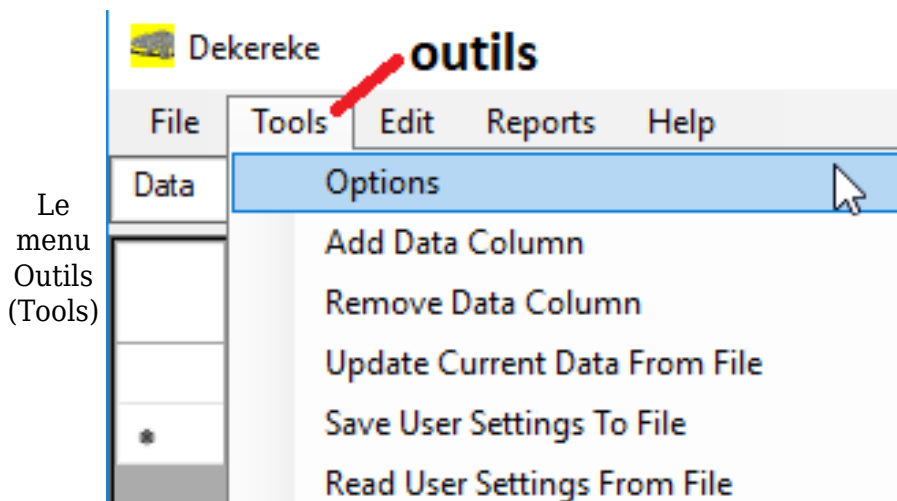 Dekereke
outils
File Tools Edit Reports Help
Data
Options
Add Data Column
Remove Data Column
Update Current Data From File
Save User Settings To File
Read User Settings From File
Le
menu
Outils
(Tools)